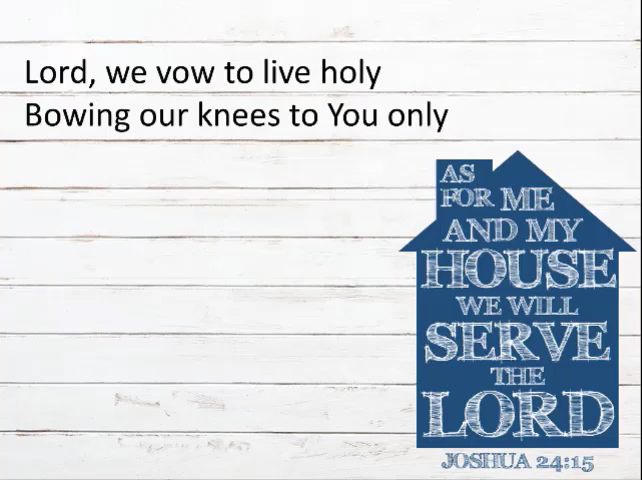 Lord, we vow to live holy
Bowing our knees to You only
AS
FOR ME
AND MY
HOUSE
WE WILL
SERVE
THE
LORD
JOSHUA 24:15